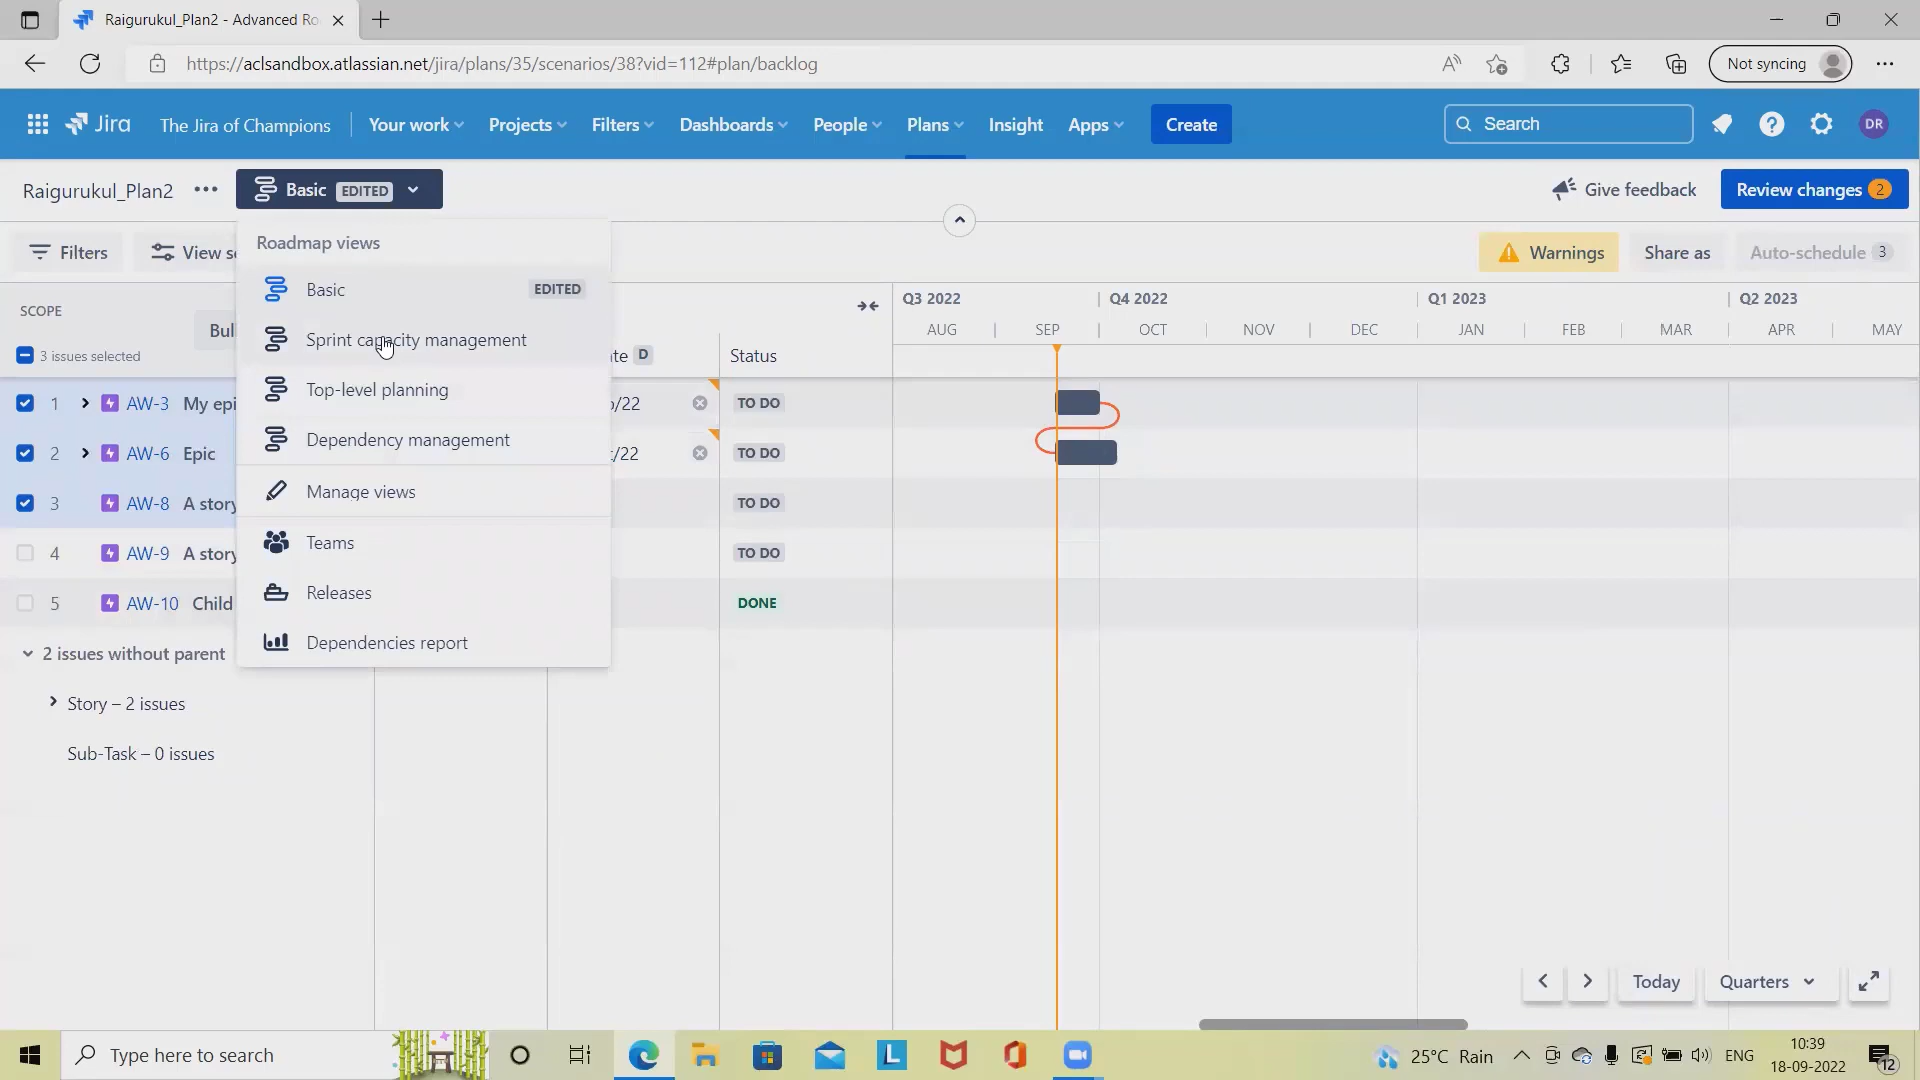 Raigurukul_Plan2 - Advanced Ro
https://aclsandbox.atlassian.net/jira/plans/35/scenarios/38?vid=112#plan/backlog
Not syncing
Jira
The Jira of Champions
Your work
Projects
Filters
Dashboards
People
Plans
Insight
Apps
Create
Search
DR
Raigurukul_Plan2
Basic EDITED
Give feedback
Review changes 2
Filters
View s
Warnings
Share as
Auto-schedule 3
Roadmap views
Basic EDITED
Sprint capacity management
Top-level planning
Dependency management
Manage views
Teams
Releases
Dependencies report
SCOPE
Bul
3 issues selected
te D
Status
Q3 2022
Q4 2022
Q1 2023
Q2 2023
AUG
SEP
OCT
NOV
DEC
JAN
FEB
MAR
APR
MAY
1 AW-3 My epi
/22
TO DO
2 AW-6 Epic
/22
TO DO
3 AW-8 A story
TO DO
4 AW-9 A story
TO DO
5 AW-10 Child
DONE
2 issues without parent
Story – 2 issues
Sub-Task – 0 issues
Today
Quarters
Type here to search
L
25°C Rain
ENG
10:39
18-09-2022
12